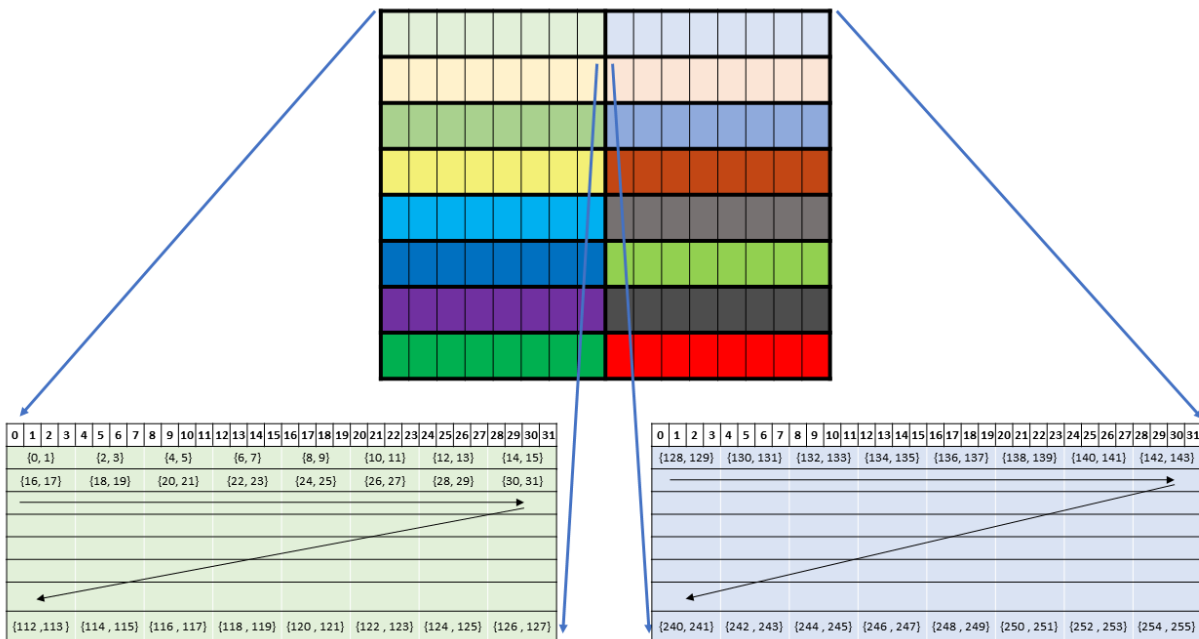 0 1 2 3 4 5 6 7 8 9 10 11 12 13 14 15 16 17 18 19 20 21 22 23 24 25 26 27 28 29 30 31
{0, 1} {2, 3} {4, 5} {6, 7} {8, 9} {10, 11} {12, 13} {14, 15}
{16, 17} {18, 19} {20, 21} {22, 23} {24, 25} {26, 27} {28, 29} {30, 31}
{112 ,113} {114 , 115} {116 , 117} {118 , 119} {120 , 121} {122 , 123} {124 , 125} {126 , 127}
0 1 2 3 4 5 6 7 8 9 10 11 12 13 14 15 16 17 18 19 20 21 22 23 24 25 26 27 28 29 30 31
{128, 129} {130, 131} {132, 133} {134, 135} {136, 137} {138, 139} {140, 141} {142, 143}
{240, 241} {242, 243} {244, 245} {246, 247} {248, 249} {250, 251} {252, 253} {254, 255}